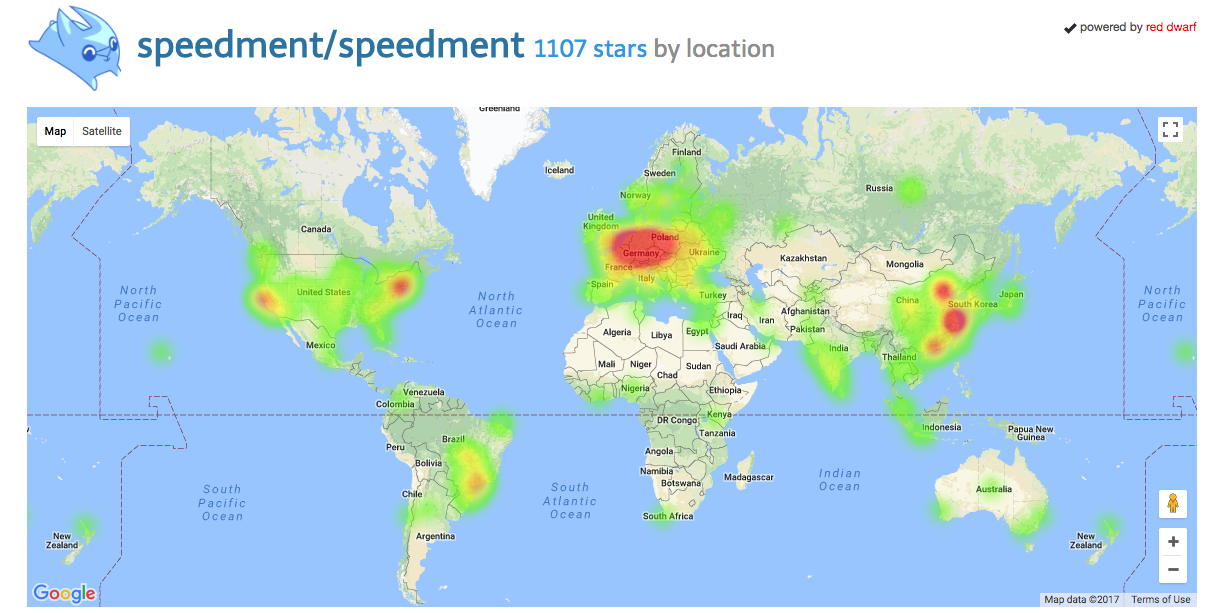 speedment/speedment 1107 stars by location
powered by red dwarf
Map Satellite
Greenland
Iceland
Finland
Sweden
Norway
Russia
United
Kingdom
Canada
Poland
Germany
Ukraine
France
Italy
Spain
Kazakhstan
Mongolia
United States
Turkey
China
South Korea
Japan
North
Pacific
Ocean
North
Atlantic
Ocean
North
Pacific
Ocean
Iraq
Iran
Afghanistan
Pakistan
Algeria
Libya
Egypt
Saudi Arabia
India
Thailand
Mexico
Mali
Niger
Chad
Sudan
Nigeria
Ethiopia
Venezuela
Colombia
DR Congo
Kenya
Tanzania
Indonesia
Papua New
Guinea
Brazil
Peru
Bolivia
Angola
Namibia
Botswana
Madagascar
Indian
Ocean
South
Pacific
Ocean
South
Atlantic
Ocean
Chile
Australia
South Africa
Argentina
New
Zealand
New
Zealand
Google
Map data ©2017 Terms of Use